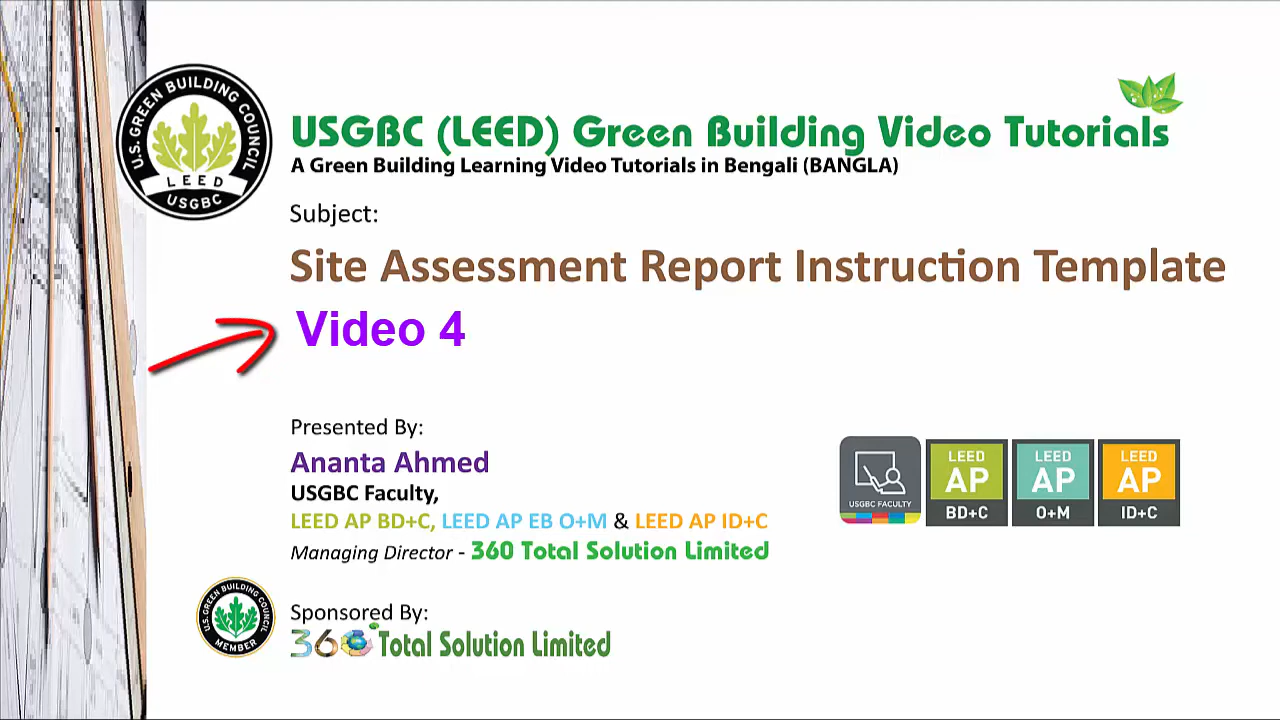 U.S. GREEN BUILDING COUNCIL
LEED
USGBC
USGBC (LEED) Green Building Video Tutorials
A Green Building Learning Video Tutorials in Bengali (BANGLA)
Subject:
Site Assessment Report Instruction Template
Video 4
Presented By:
Ananta Ahmed
USGBC Faculty,
LEED AP BD+C, LEED AP EB O+M & LEED AP ID+C
Managing Director - 360 Total Solution Limited
USGBC FACULTY
LEED
AP
BD+C
LEED
AP
O+M
LEED
AP
ID+C
U.S. GREEN BUILDING COUNCIL
MEMBER
Sponsored By:
360 Total Solution Limited